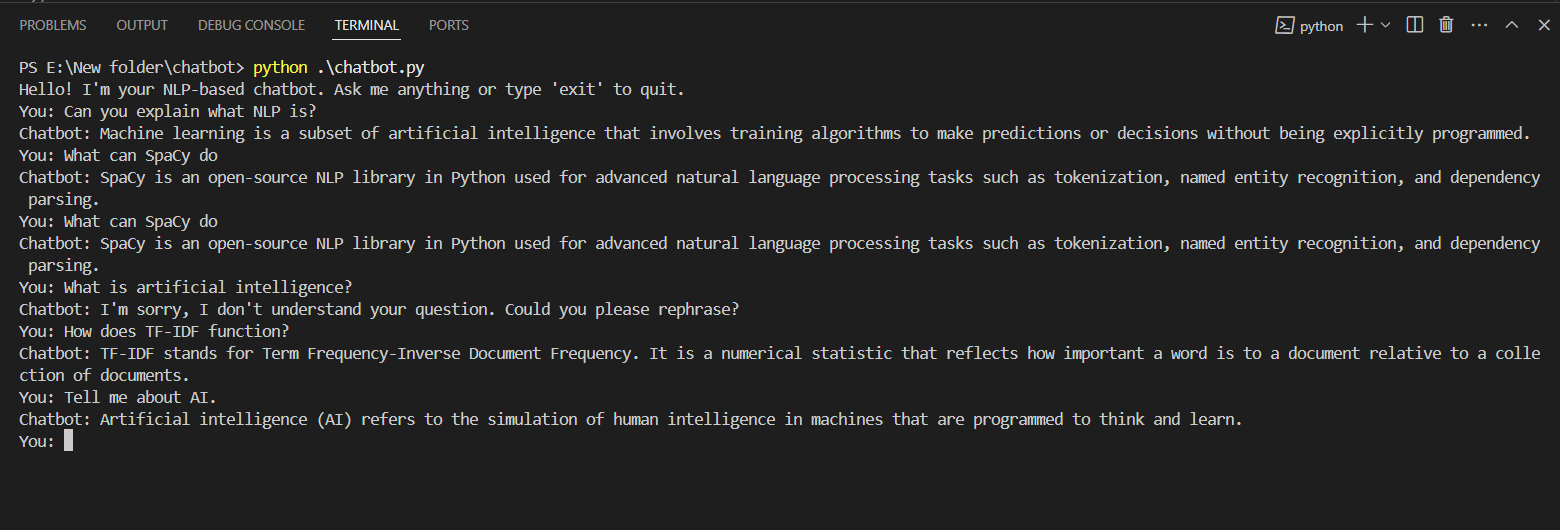 PROBLEMS OUTPUT DEBUG CONSOLE TERMINAL PORTS python
PS E:\New folder\chatbot> python .\chatbot.py
Hello! I'm your NLP-based chatbot. Ask me anything or type 'exit' to quit.
You: Can you explain what NLP is?
Chatbot: Machine learning is a subset of artificial intelligence that involves training algorithms to make predictions or decisions without being explicitly programmed.
You: What can SpaCy do
Chatbot: SpaCy is an open-source NLP library in Python used for advanced natural language processing tasks such as tokenization, named entity recognition, and dependency
parsing.
You: What can SpaCy do
Chatbot: SpaCy is an open-source NLP library in Python used for advanced natural language processing tasks such as tokenization, named entity recognition, and dependency
parsing.
You: What is artificial intelligence?
Chatbot: I'm sorry, I don't understand your question. Could you please rephrase?
You: How does TF-IDF function?
Chatbot: TF-IDF stands for Term Frequency-Inverse Document Frequency. It is a numerical statistic that reflects how important a word is to a document relative to a colle
ction of documents.
You: Tell me about AI.
Chatbot: Artificial intelligence (AI) refers to the simulation of human intelligence in machines that are programmed to think and learn.
You: